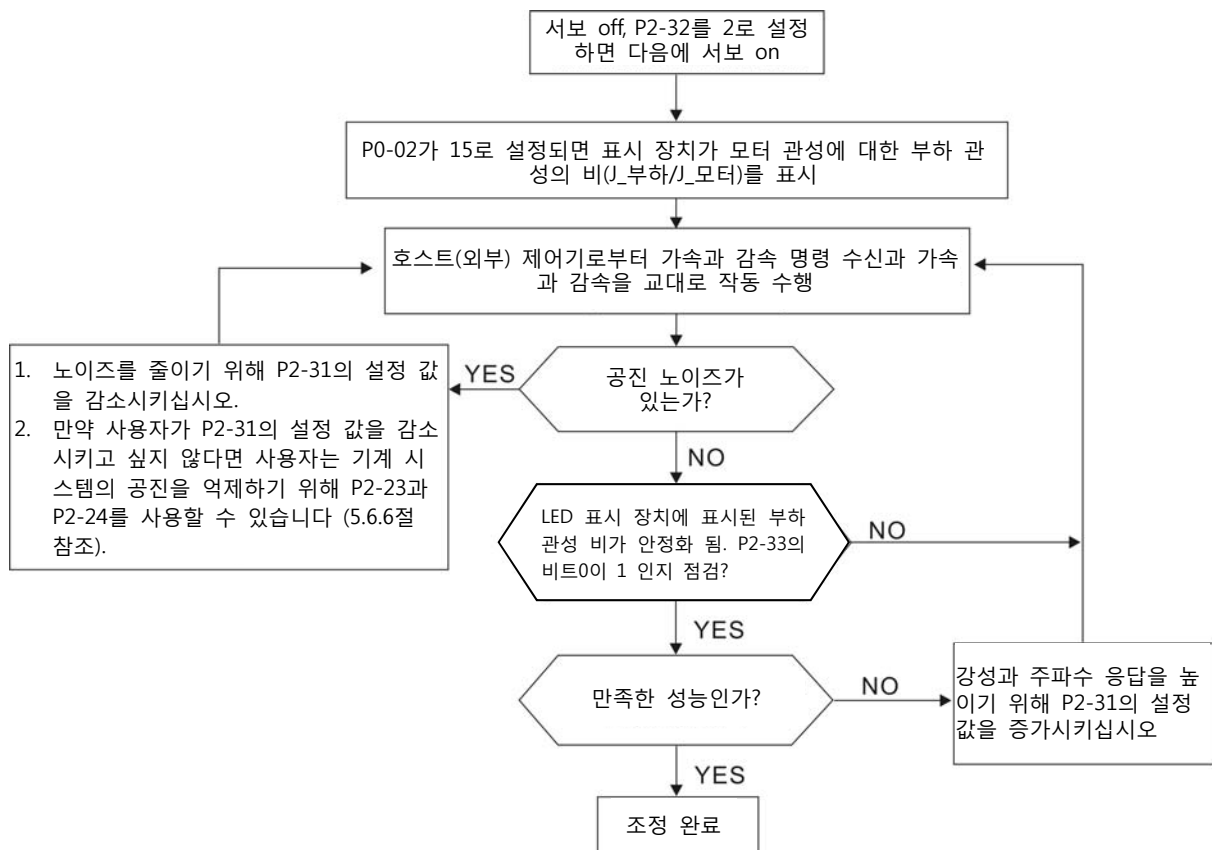 서보 off, P2-32를 2로 설정
하면 다음에 서보 on
P0-02가 15로 설정되면 표시 장치가 모터 관성에 대한 부하 관
성의 비(J_부하/J_모터)를 표시
호스트(외부) 제어기로부터 가속과 감속 명령 수신과 가속
과 감속을 교대로 작동 수행
공진 노이즈가
있는가?
YES
1. 노이즈를 줄이기 위해 P2-31의 설정 값
을 감소시키십시오.
2. 만약 사용자가 P2-31의 설정 값을 감소
시키고 싶지 않다면 사용자는 기계 시
스템의 공진을 억제하기 위해 P2-23과
P2-24를 사용할 수 있습니다 (5.6.6절
참조).
NO
LED 표시 장치에 표시된 부하
관성 비가 안정화 됨. P2-33의
비트0이 1 인지 점검?
NO
YES
만족한 성능인가?
NO
강성과 주파수 응답을 높
이기 위해 P2-31의 설정
값을 증가시키십시오
YES
조정 완료